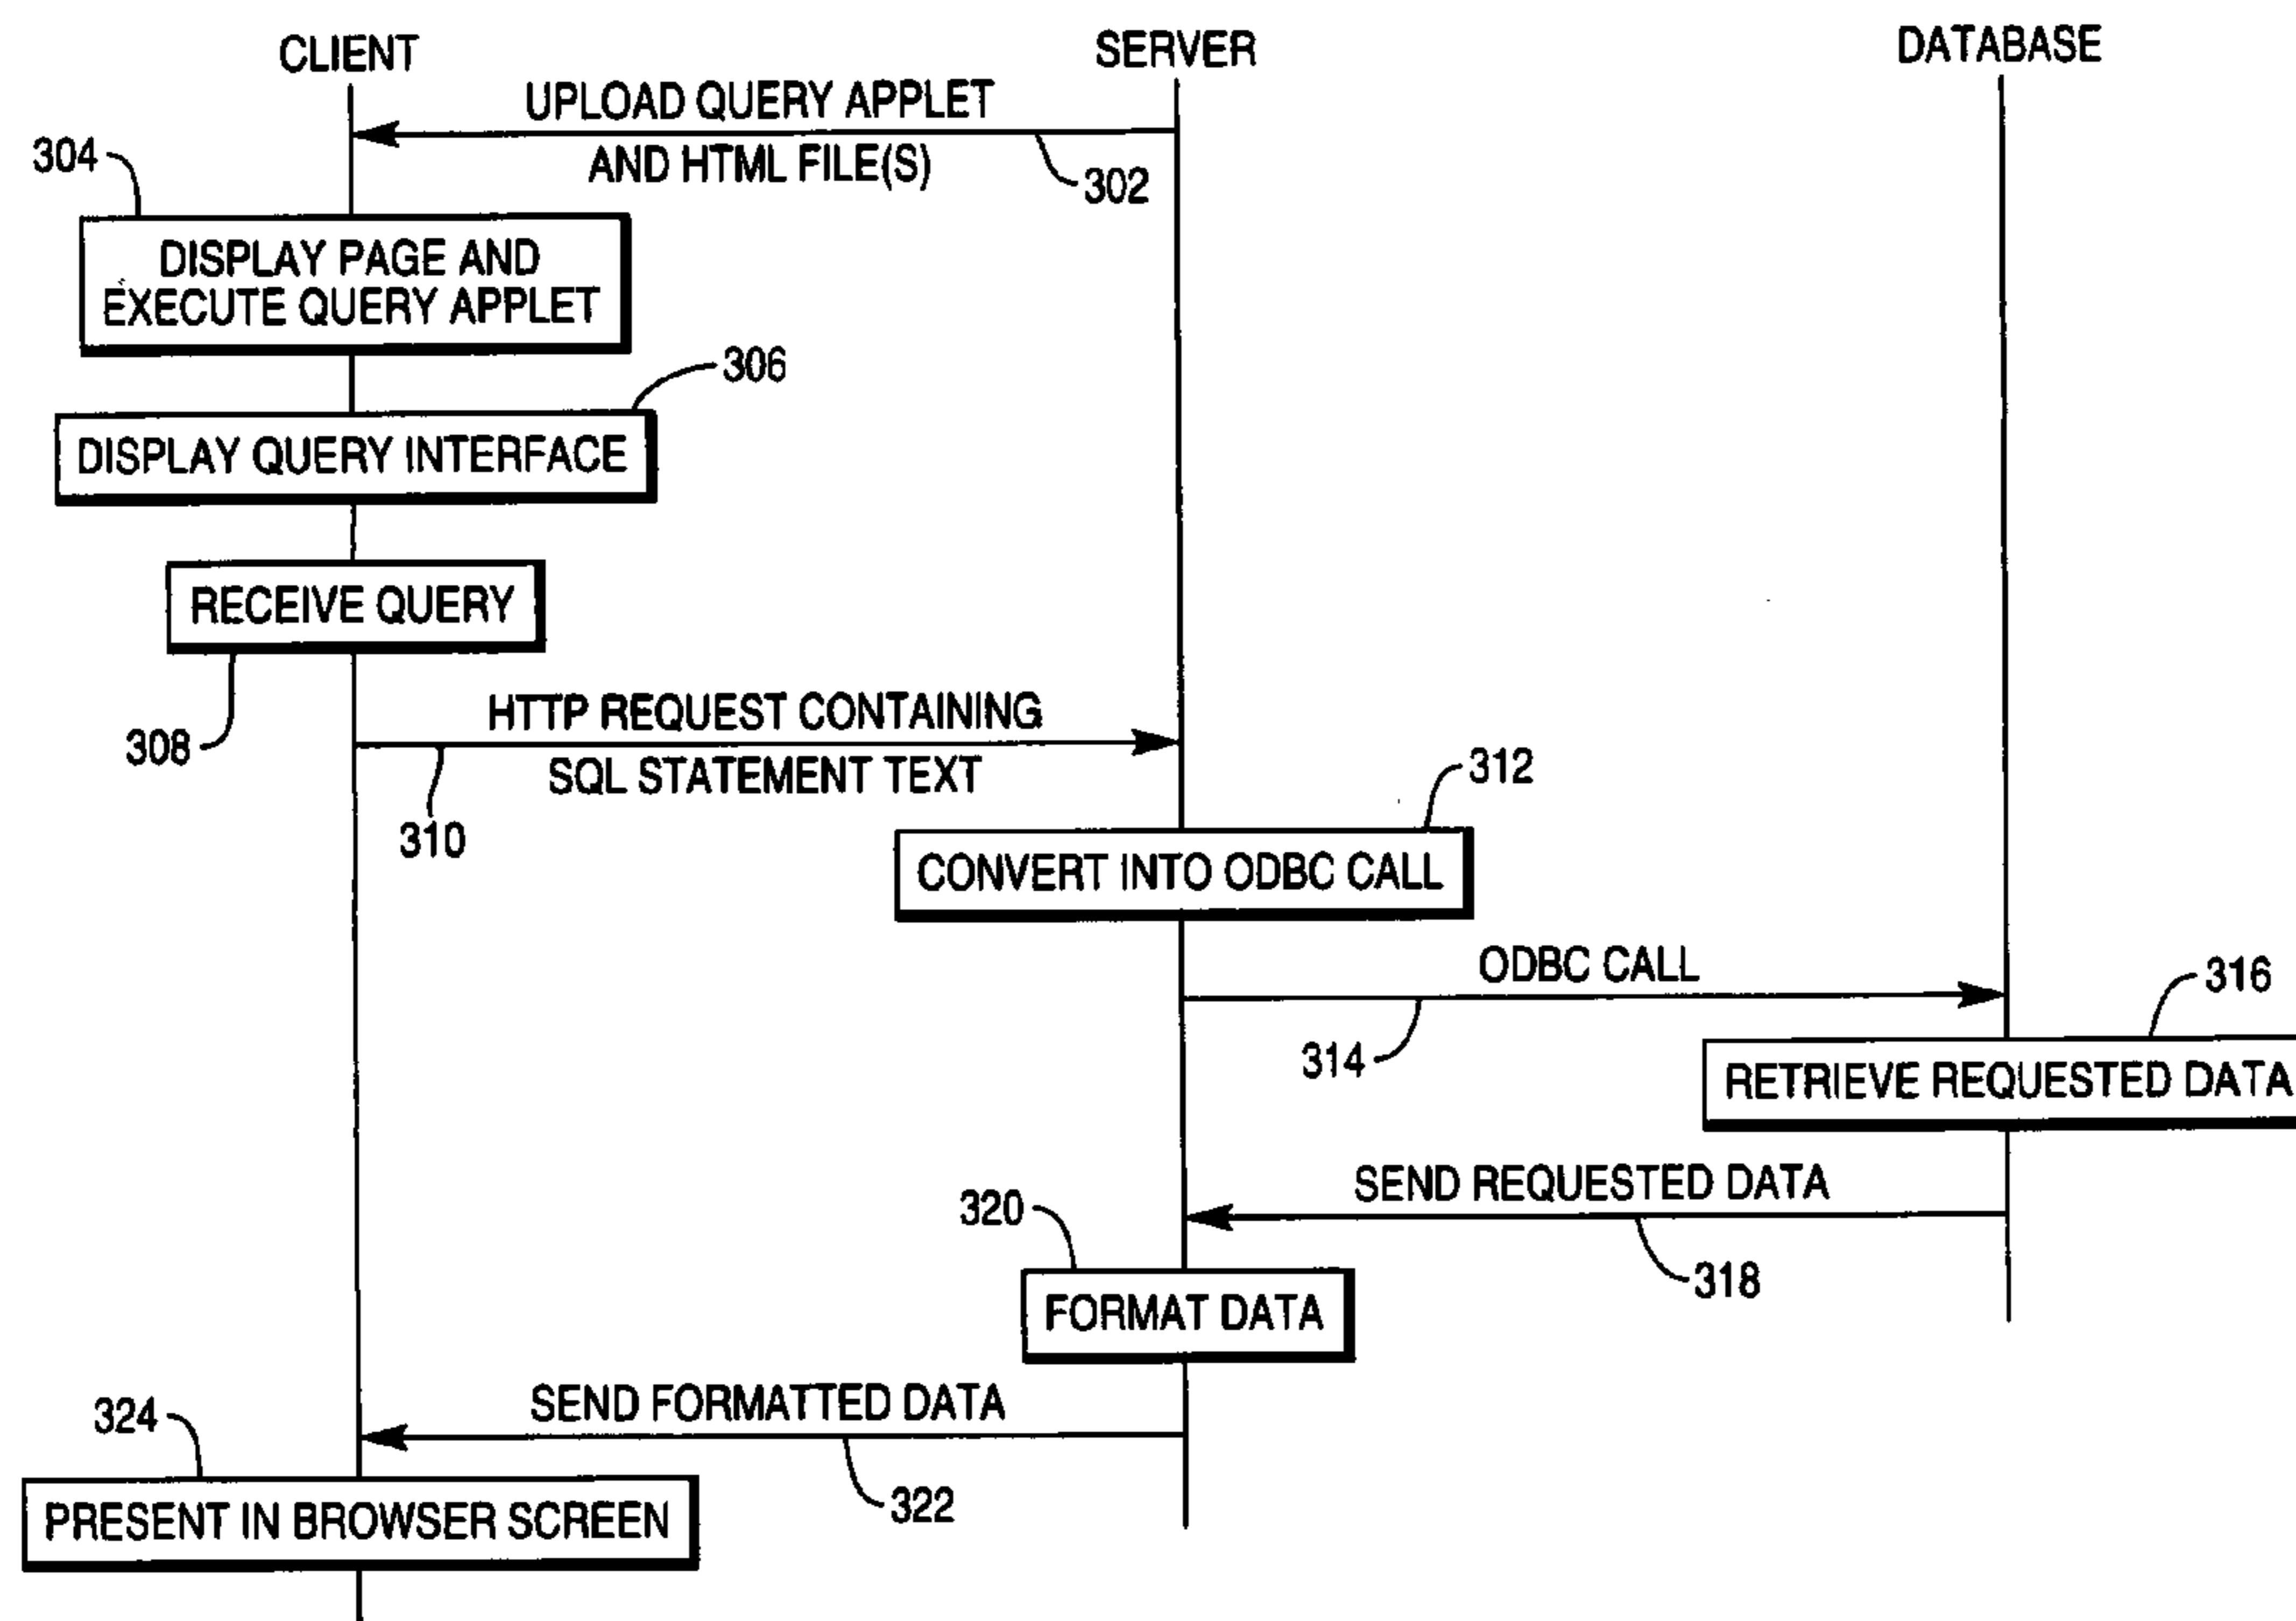 CLIENT
SERVER
DATABASE
UPLOAD QUERY APPLET
AND HTML FILE(S)
302
304
DISPLAY PAGE AND
EXECUTE QUERY APPLET
306
DISPLAY QUERY INTERFACE
RECEIVE QUERY
308
HTTP REQUEST CONTAINING
SQL STATEMENT TEXT
310
312
CONVERT INTO ODBC CALL
ODBC CALL
314
316
RETRIEVE REQUESTED DATA
SEND REQUESTED DATA
318
320
FORMAT DATA
SEND FORMATTED DATA
322
324
PRESENT IN BROWSER SCREEN